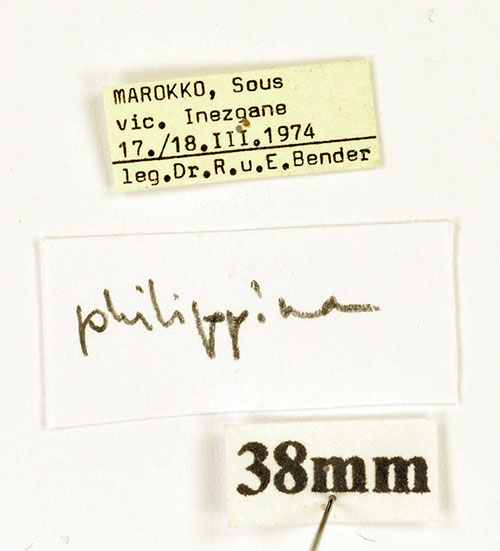 MAROKKO, Sous
vic. Inezgane
17./18.III.1974
leg.Dr.R.u.E.Bender
philippina
38mm